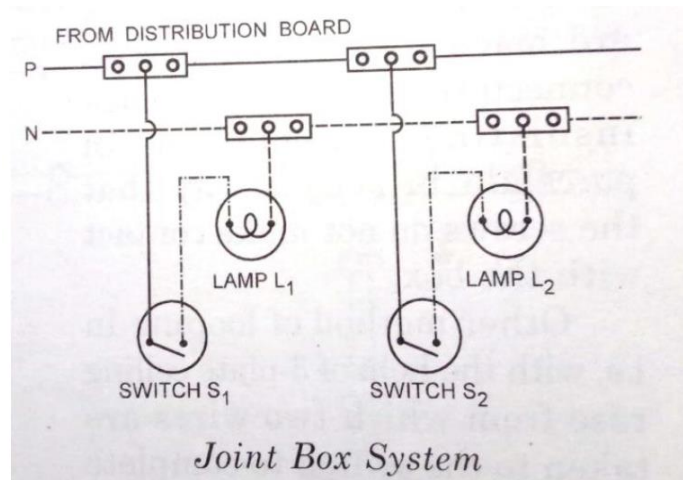 FROM DISTRIBUTION BOARD
P
N
LAMP L1
LAMP L2
SWITCH S1
SWITCH S2
Joint Box System